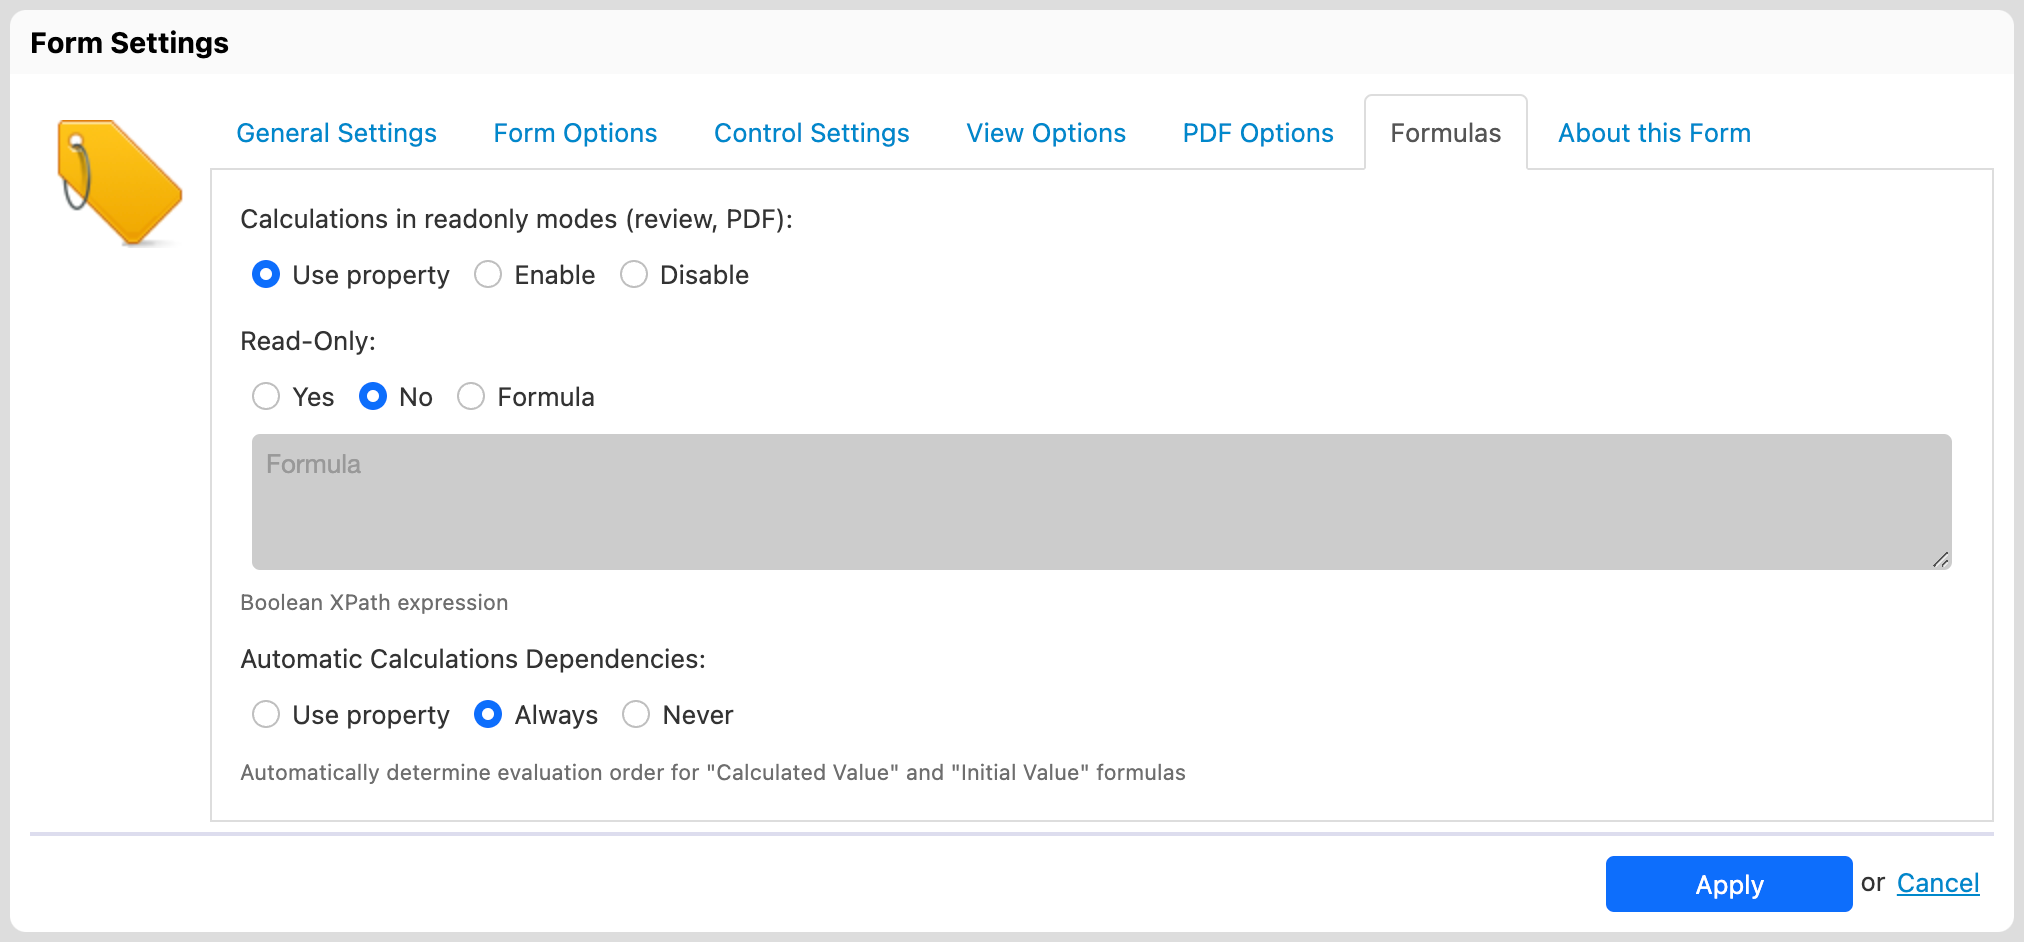 Form Settings
General Settings Form Options Control Settings View Options PDF Options Formulas About this Form
Calculations in readonly modes (review, PDF):
Use property Enable Disable
Read-Only:
Yes No Formula
Formula
Boolean XPath expression
Automatic Calculations Dependencies:
Use property Always Never
Automatically determine evaluation order for "Calculated Value" and "Initial Value" formulas
Apply or Cancel